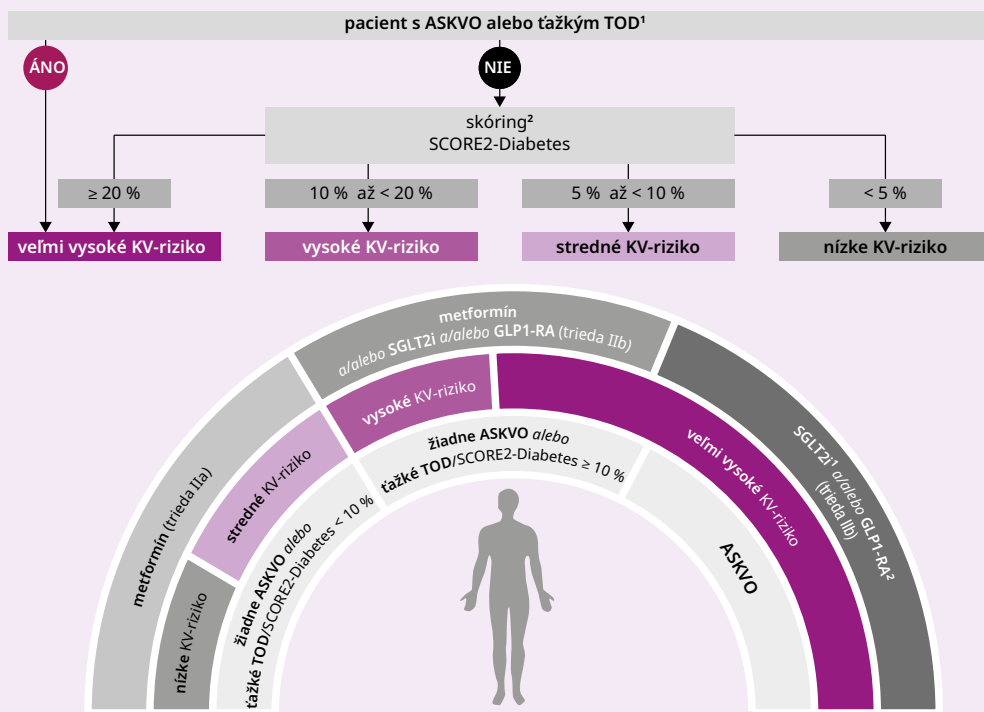 pacient s ASKVO alebo ťažkým TOD¹
ÁNO
NIE
skóring²
SCORE2-Diabetes
≥ 20 %
10 % až < 20 %
5 % až < 10 %
< 5 %
veľmi vysoké KV-riziko
vysoké KV-riziko
stredné KV-riziko
nízke KV-riziko
metformín (trieda IIa)
metformín
a/alebo SGLT2i a/alebo GLP1-RA (trieda IIb)
SGLT2i¹ a/alebo GLP1-RA²
(trieda IIb)
nízke KV-riziko
stredné KV-riziko
vysoké KV-riziko
veľmi vysoké KV-riziko
žiadne ASKVO alebo
ťažké TOD/SCORE2-Diabetes < 10 %
žiadne ASKVO alebo
ťažké TOD/SCORE2-Diabetes ≥ 10 %
ASKVO